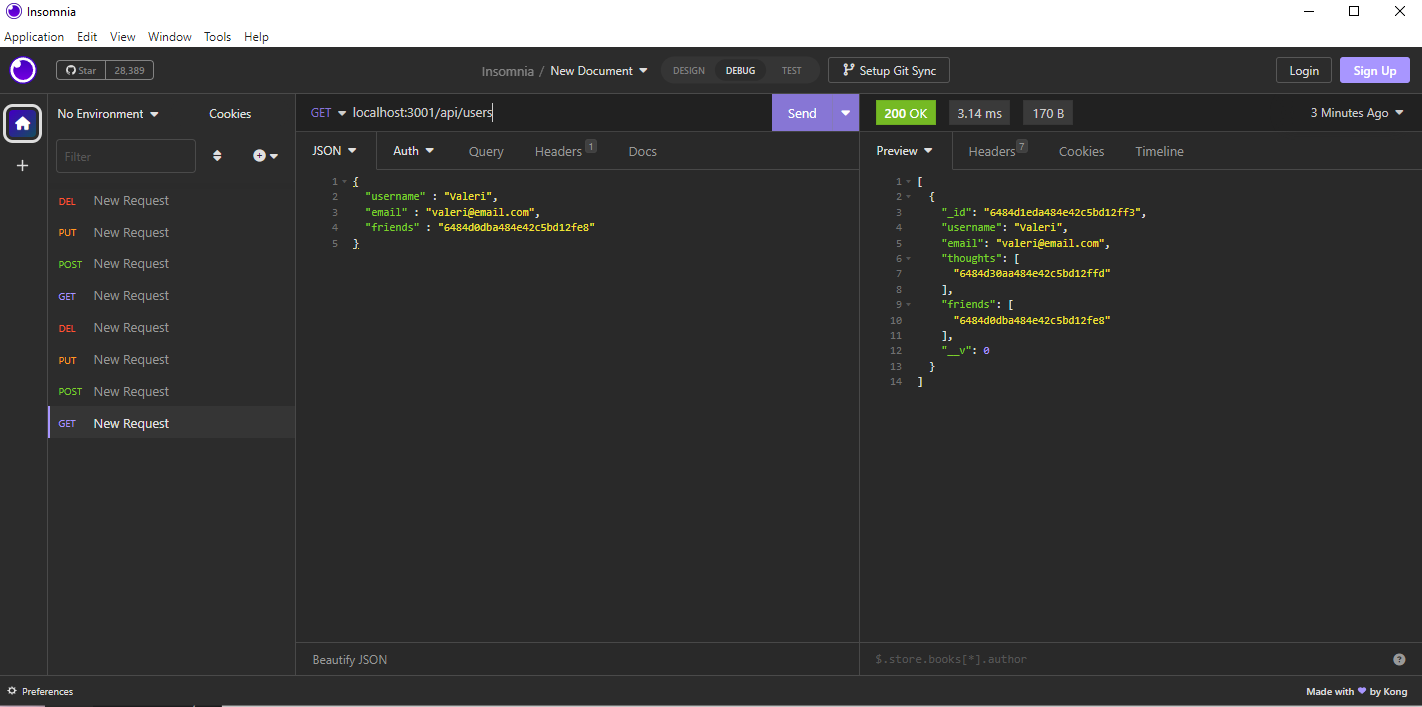 Insomnia
Application Edit View Window Tools Help
Star 28,389
Insomnia / New Document
DESIGN DEBUG TEST
Setup Git Sync
Login Sign Up
No Environment Cookies
Filter
DEL New Request
PUT New Request
POST New Request
GET New Request
DEL New Request
PUT New Request
POST New Request
GET New Request
GET localhost:3001/api/users Send
JSON Auth Query Headers 1 Docs
1 {
2 "username" : "Valeri",
3 "email" : "valeri@email.com",
4 "friends" : "6484d0dba484e42c5bd12fe8"
5 }
Beautify JSON
200 OK 3.14 ms 170 B 3 Minutes Ago
Preview Headers 7 Cookies Timeline
1 [
2 {
3 "_id": "6484d1eda484e42c5bd12ff3",
4 "username": "Valeri",
5 "email": "valeri@email.com",
6 "thoughts": [
7 "6484d30aa484e42c5bd12ffd"
8 ],
9 "friends": [
10 "6484d0dba484e42c5bd12fe8"
11 ],
12 "__v": 0
13 }
14 ]
$.store.books[*].author ?
Preferences
Made with ❤ by Kong